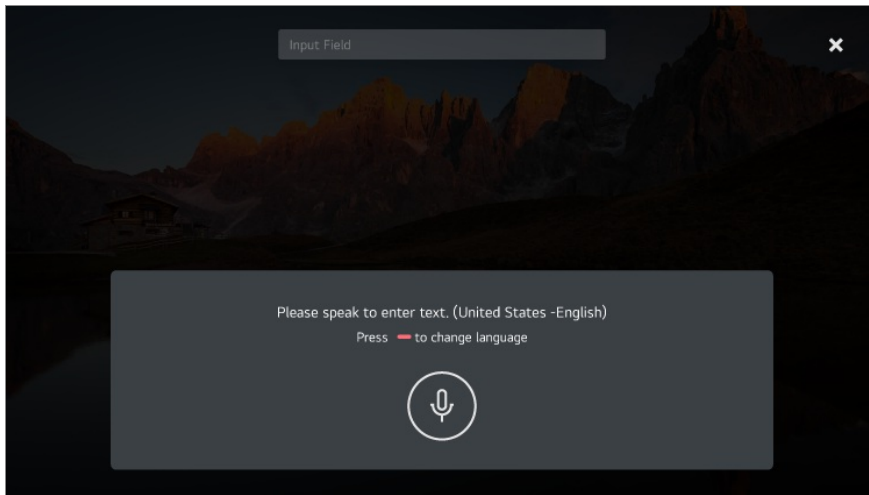 Input Field
Please speak to enter text. (United States -English)
Press to change language